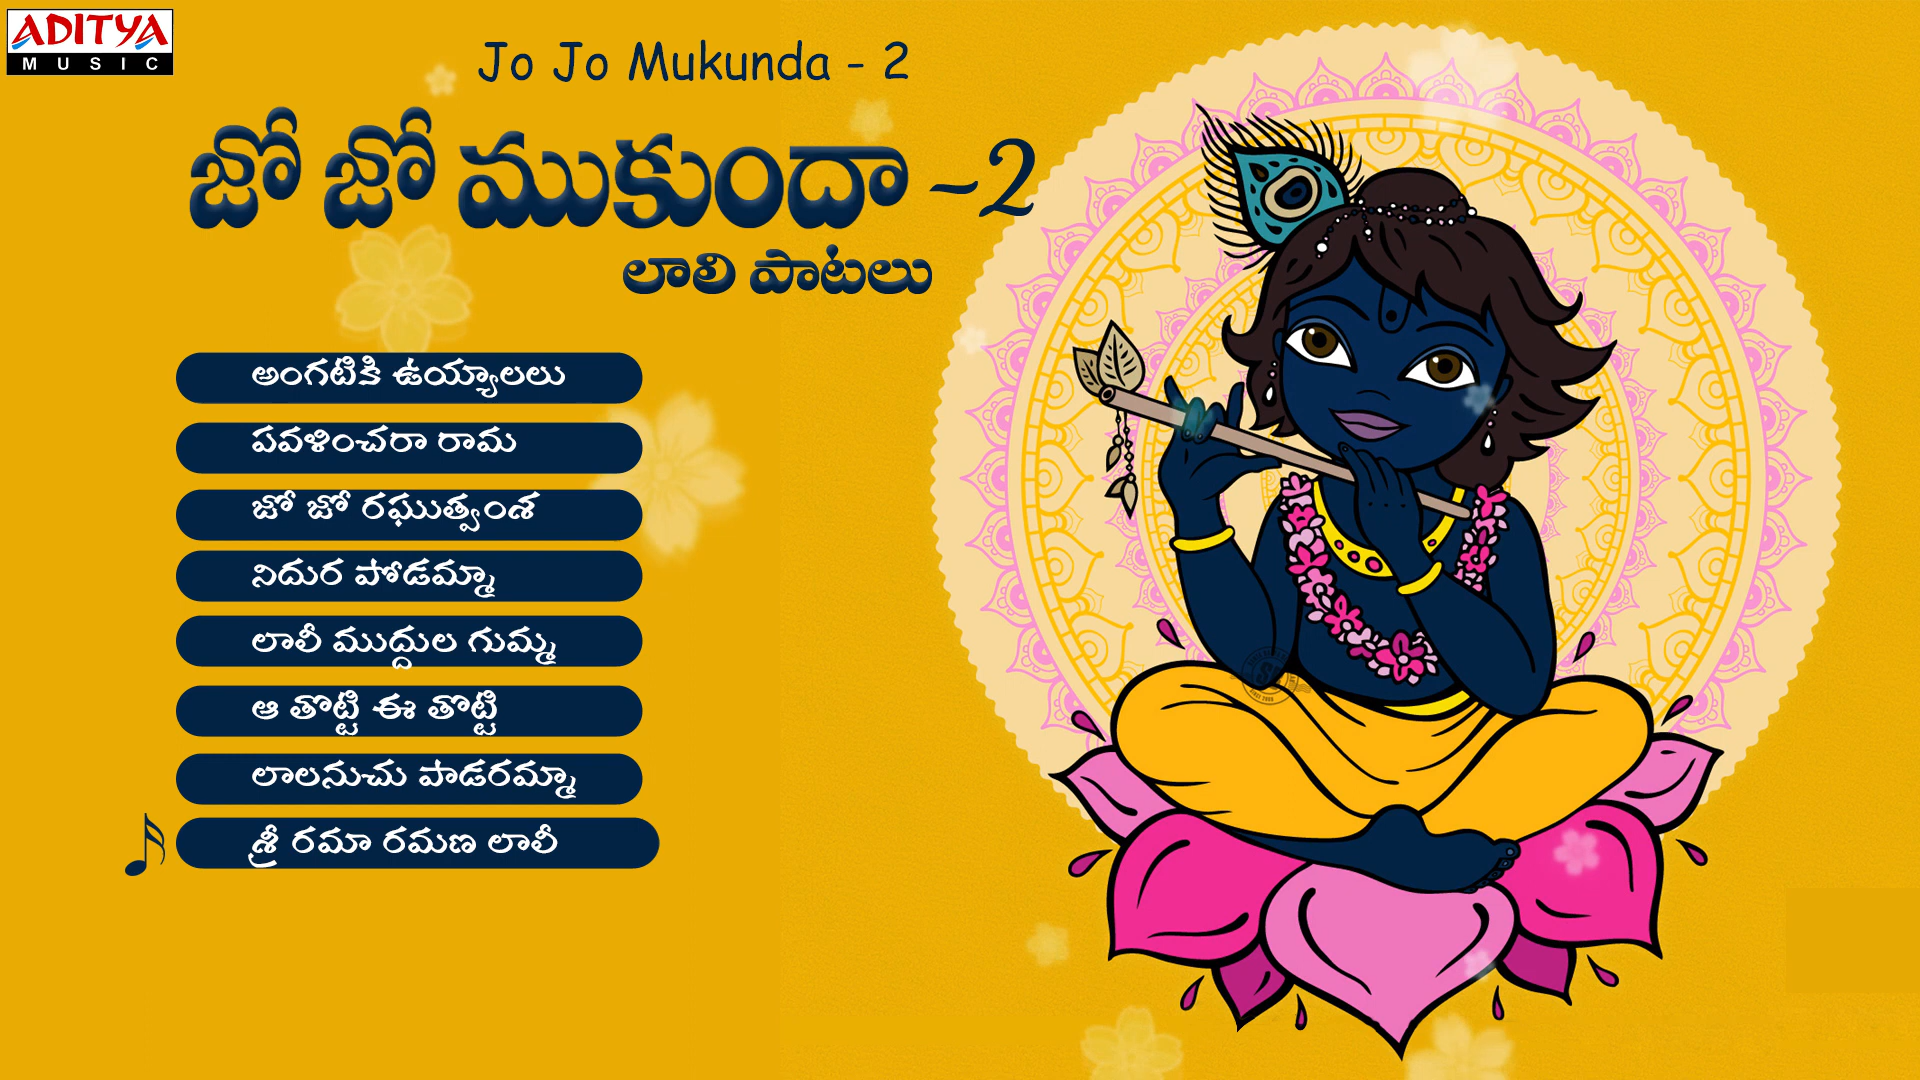 ADITYA
MUSIC
Jo Jo Mukunda - 2
జో జో ముకుందా -2
లాలి పాటలు
అంగటికి ఉయ్యాలలు
పవళించరా రామ
జో జో రఘుత్వంశ
నిదుర పోడమ్మా
లాలీ ముద్దుల గుమ్మ
ఆ తొట్టి ఈ తొట్టి
లాలనుచు పాడరమ్మా
శ్రీ రమా రమణ లాలీ